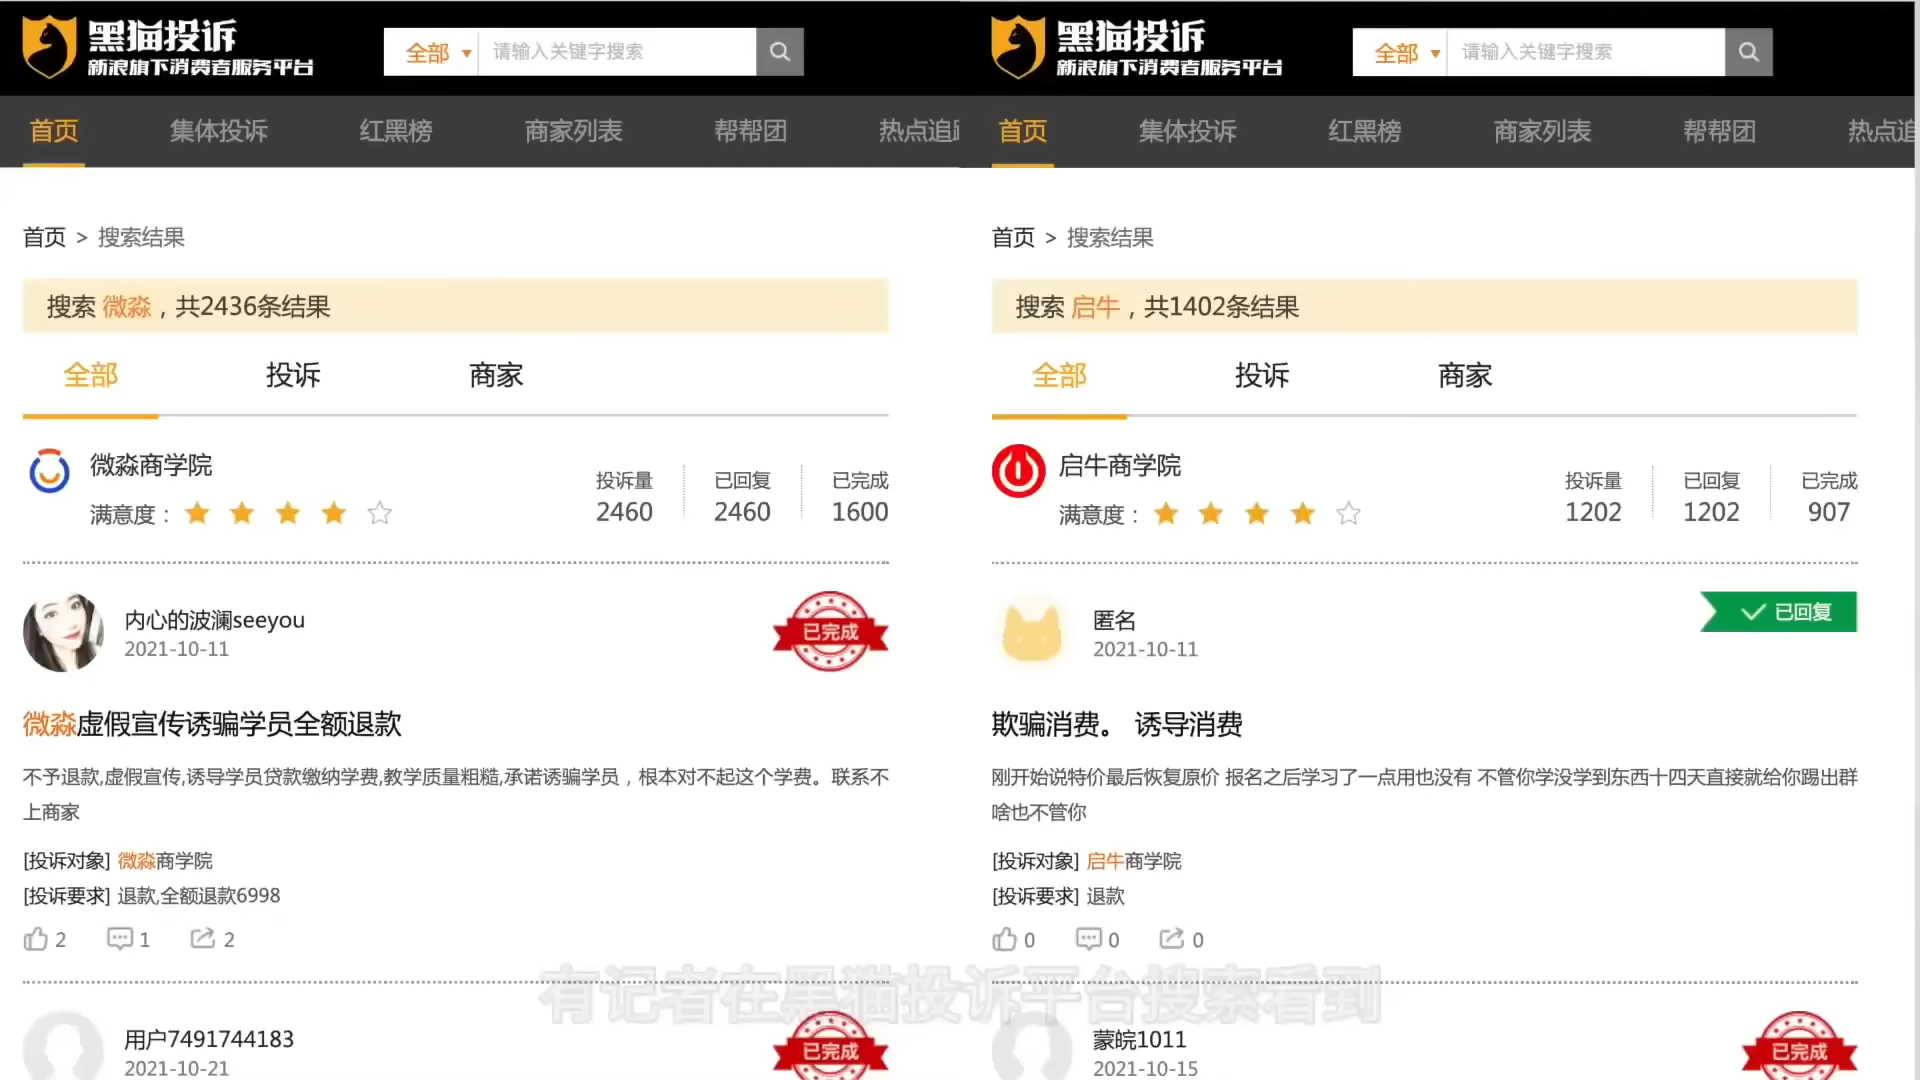 黑猫投诉
新浪旗下消费者服务平台
全部
请输入关键字搜索
首页
集体投诉
红黑榜
商家列表
帮帮团
热点追踪
首页 > 搜索结果
搜索 微淼，共2436条结果
全部
投诉
商家
微淼商学院
满意度：
投诉量
2460
已回复
2460
已完成
1600
内心的波澜seeyou
2021-10-11
已完成
微淼虚假宣传诱骗学员全额退款
不予退款,虚假宣传,诱导学员贷款缴纳学费,教学质量粗糙,承诺诱骗学员，根本对不起这个学费。联系不
上商家
[投诉对象] 微淼商学院
[投诉要求] 退款,全额退款6998
2
1
2
用户7491744183
2021-10-21
已完成
黑猫投诉
新浪旗下消费者服务平台
全部
请输入关键字搜索
首页
集体投诉
红黑榜
商家列表
帮帮团
热点追
首页 > 搜索结果
搜索 启牛，共1402条结果
全部
投诉
商家
启牛商学院
满意度：
投诉量
1202
已回复
1202
已完成
907
匿名
2021-10-11
已回复
欺骗消费。 诱导消费
刚开始说特价最后恢复原价 报名之后学习了一点用也没有 不管你学没学到东西十四天直接就给你踢出群
啥也不管你
[投诉对象] 启牛商学院
[投诉要求] 退款
0
0
0
蒙皖1011
2021-10-15
已完成
有记者在黑猫投诉平台搜索看到